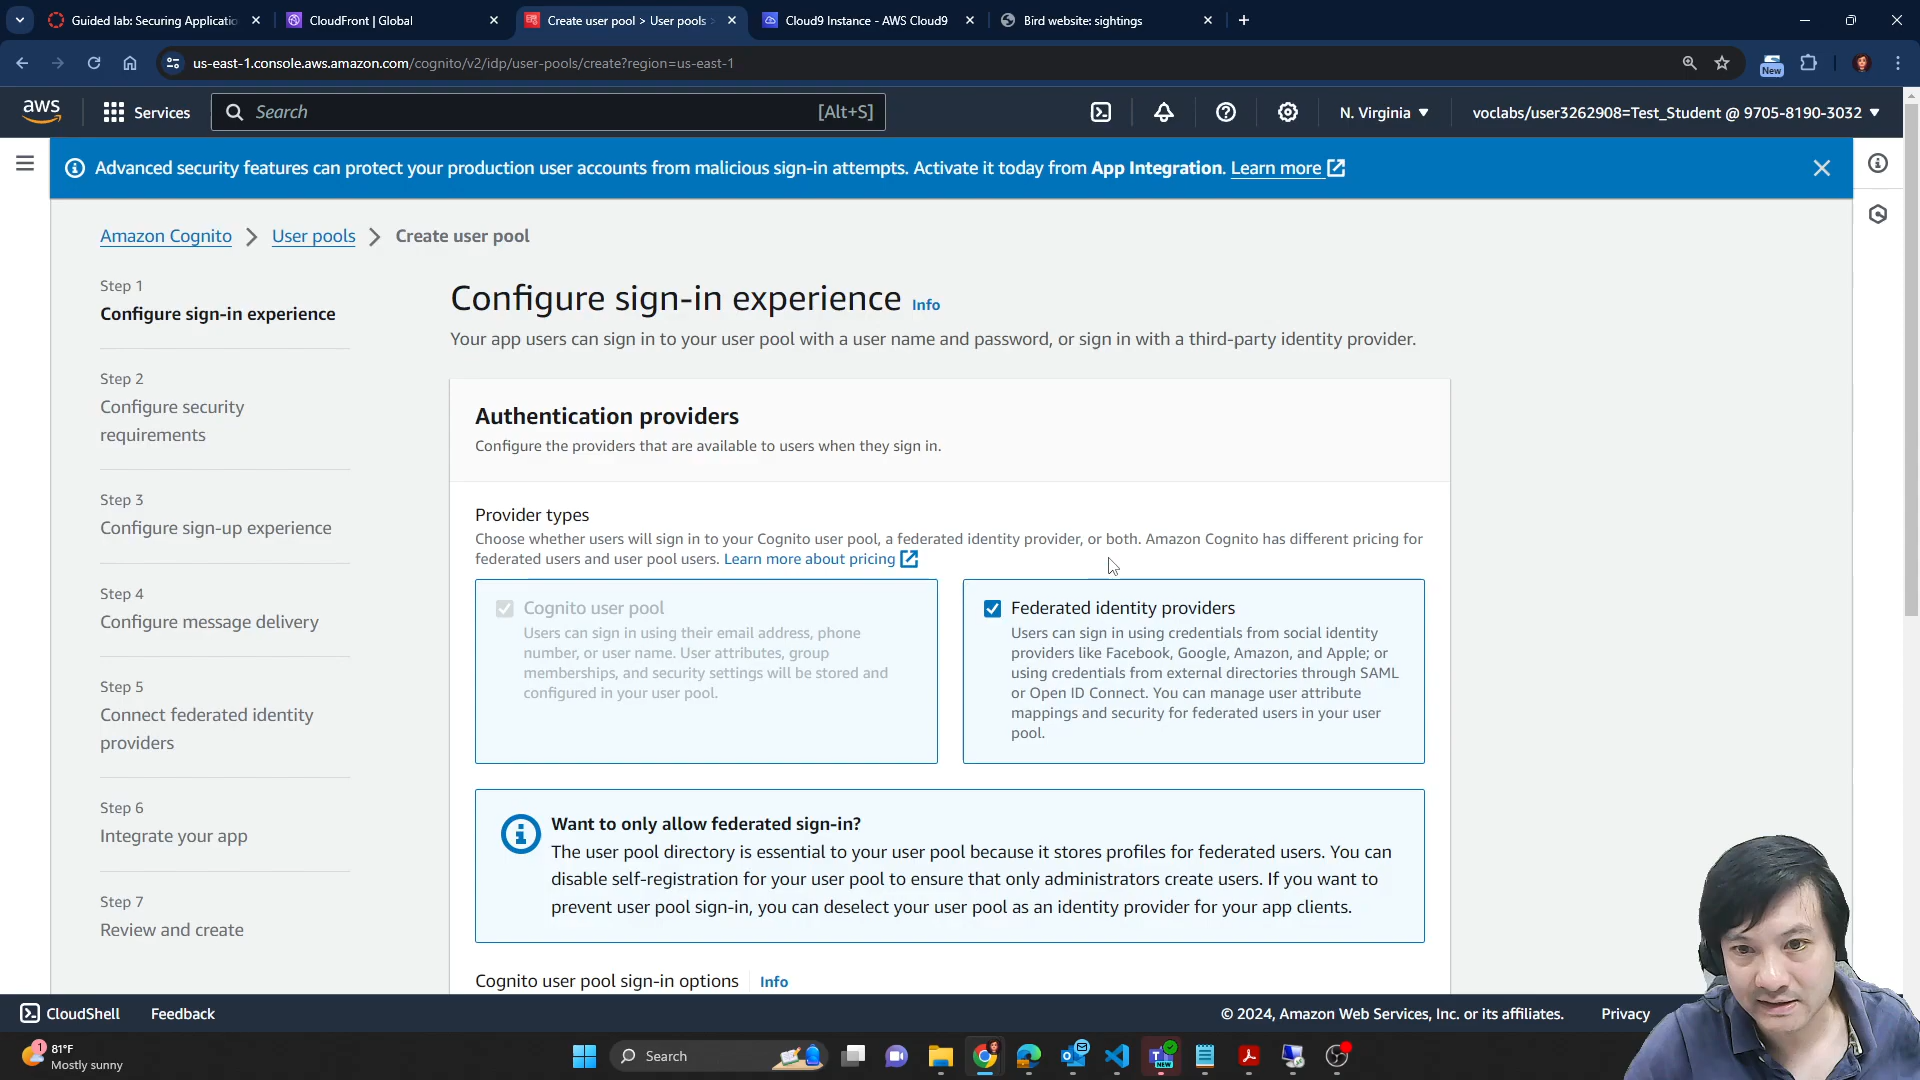 Guided lab: Securing Applicatio
CloudFront | Global
Create user pool > User pools >
Cloud9 Instance - AWS Cloud9
Bird website: sightings
us-east-1.console.aws.amazon.com/cognito/v2/idp/user-pools/create?region=us-east-1
New
aws
Services
Search
[Alt+S]
N. Virginia
voclabs/user3262908=Test_Student @ 9705-8190-3032
Advanced security features can protect your production user accounts from malicious sign-in attempts. Activate it today from App Integration. Learn more
Amazon Cognito
User pools
Create user pool
Step 1
Configure sign-in experience
Step 2
Configure security
requirements
Step 3
Configure sign-up experience
Step 4
Configure message delivery
Step 5
Connect federated identity
providers
Step 6
Integrate your app
Step 7
Review and create
Configure sign-in experience Info
Your app users can sign in to your user pool with a user name and password, or sign in with a third-party identity provider.
Authentication providers
Configure the providers that are available to users when they sign in.
Provider types
Choose whether users will sign in to your Cognito user pool, a federated identity provider, or both. Amazon Cognito has different pricing for
federated users and user pool users. Learn more about pricing
Cognito user pool
Users can sign in using their email address, phone
number, or user name. User attributes, group
memberships, and security settings will be stored and
configured in your user pool.
Federated identity providers
Users can sign in using credentials from social identity
providers like Facebook, Google, Amazon, and Apple; or
using credentials from external directories through SAML
or Open ID Connect. You can manage user attribute
mappings and security for federated users in your user
pool.
Want to only allow federated sign-in?
The user pool directory is essential to your user pool because it stores profiles for federated users. You can
disable self-registration for your user pool to ensure that only administrators create users. If you want to
prevent user pool sign-in, you can deselect your user pool as an identity provider for your app clients.
Cognito user pool sign-in options
Info
CloudShell
Feedback
© 2024, Amazon Web Services, Inc. or its affiliates.
Privacy
1
81°F
Mostly sunny
Search
NEW